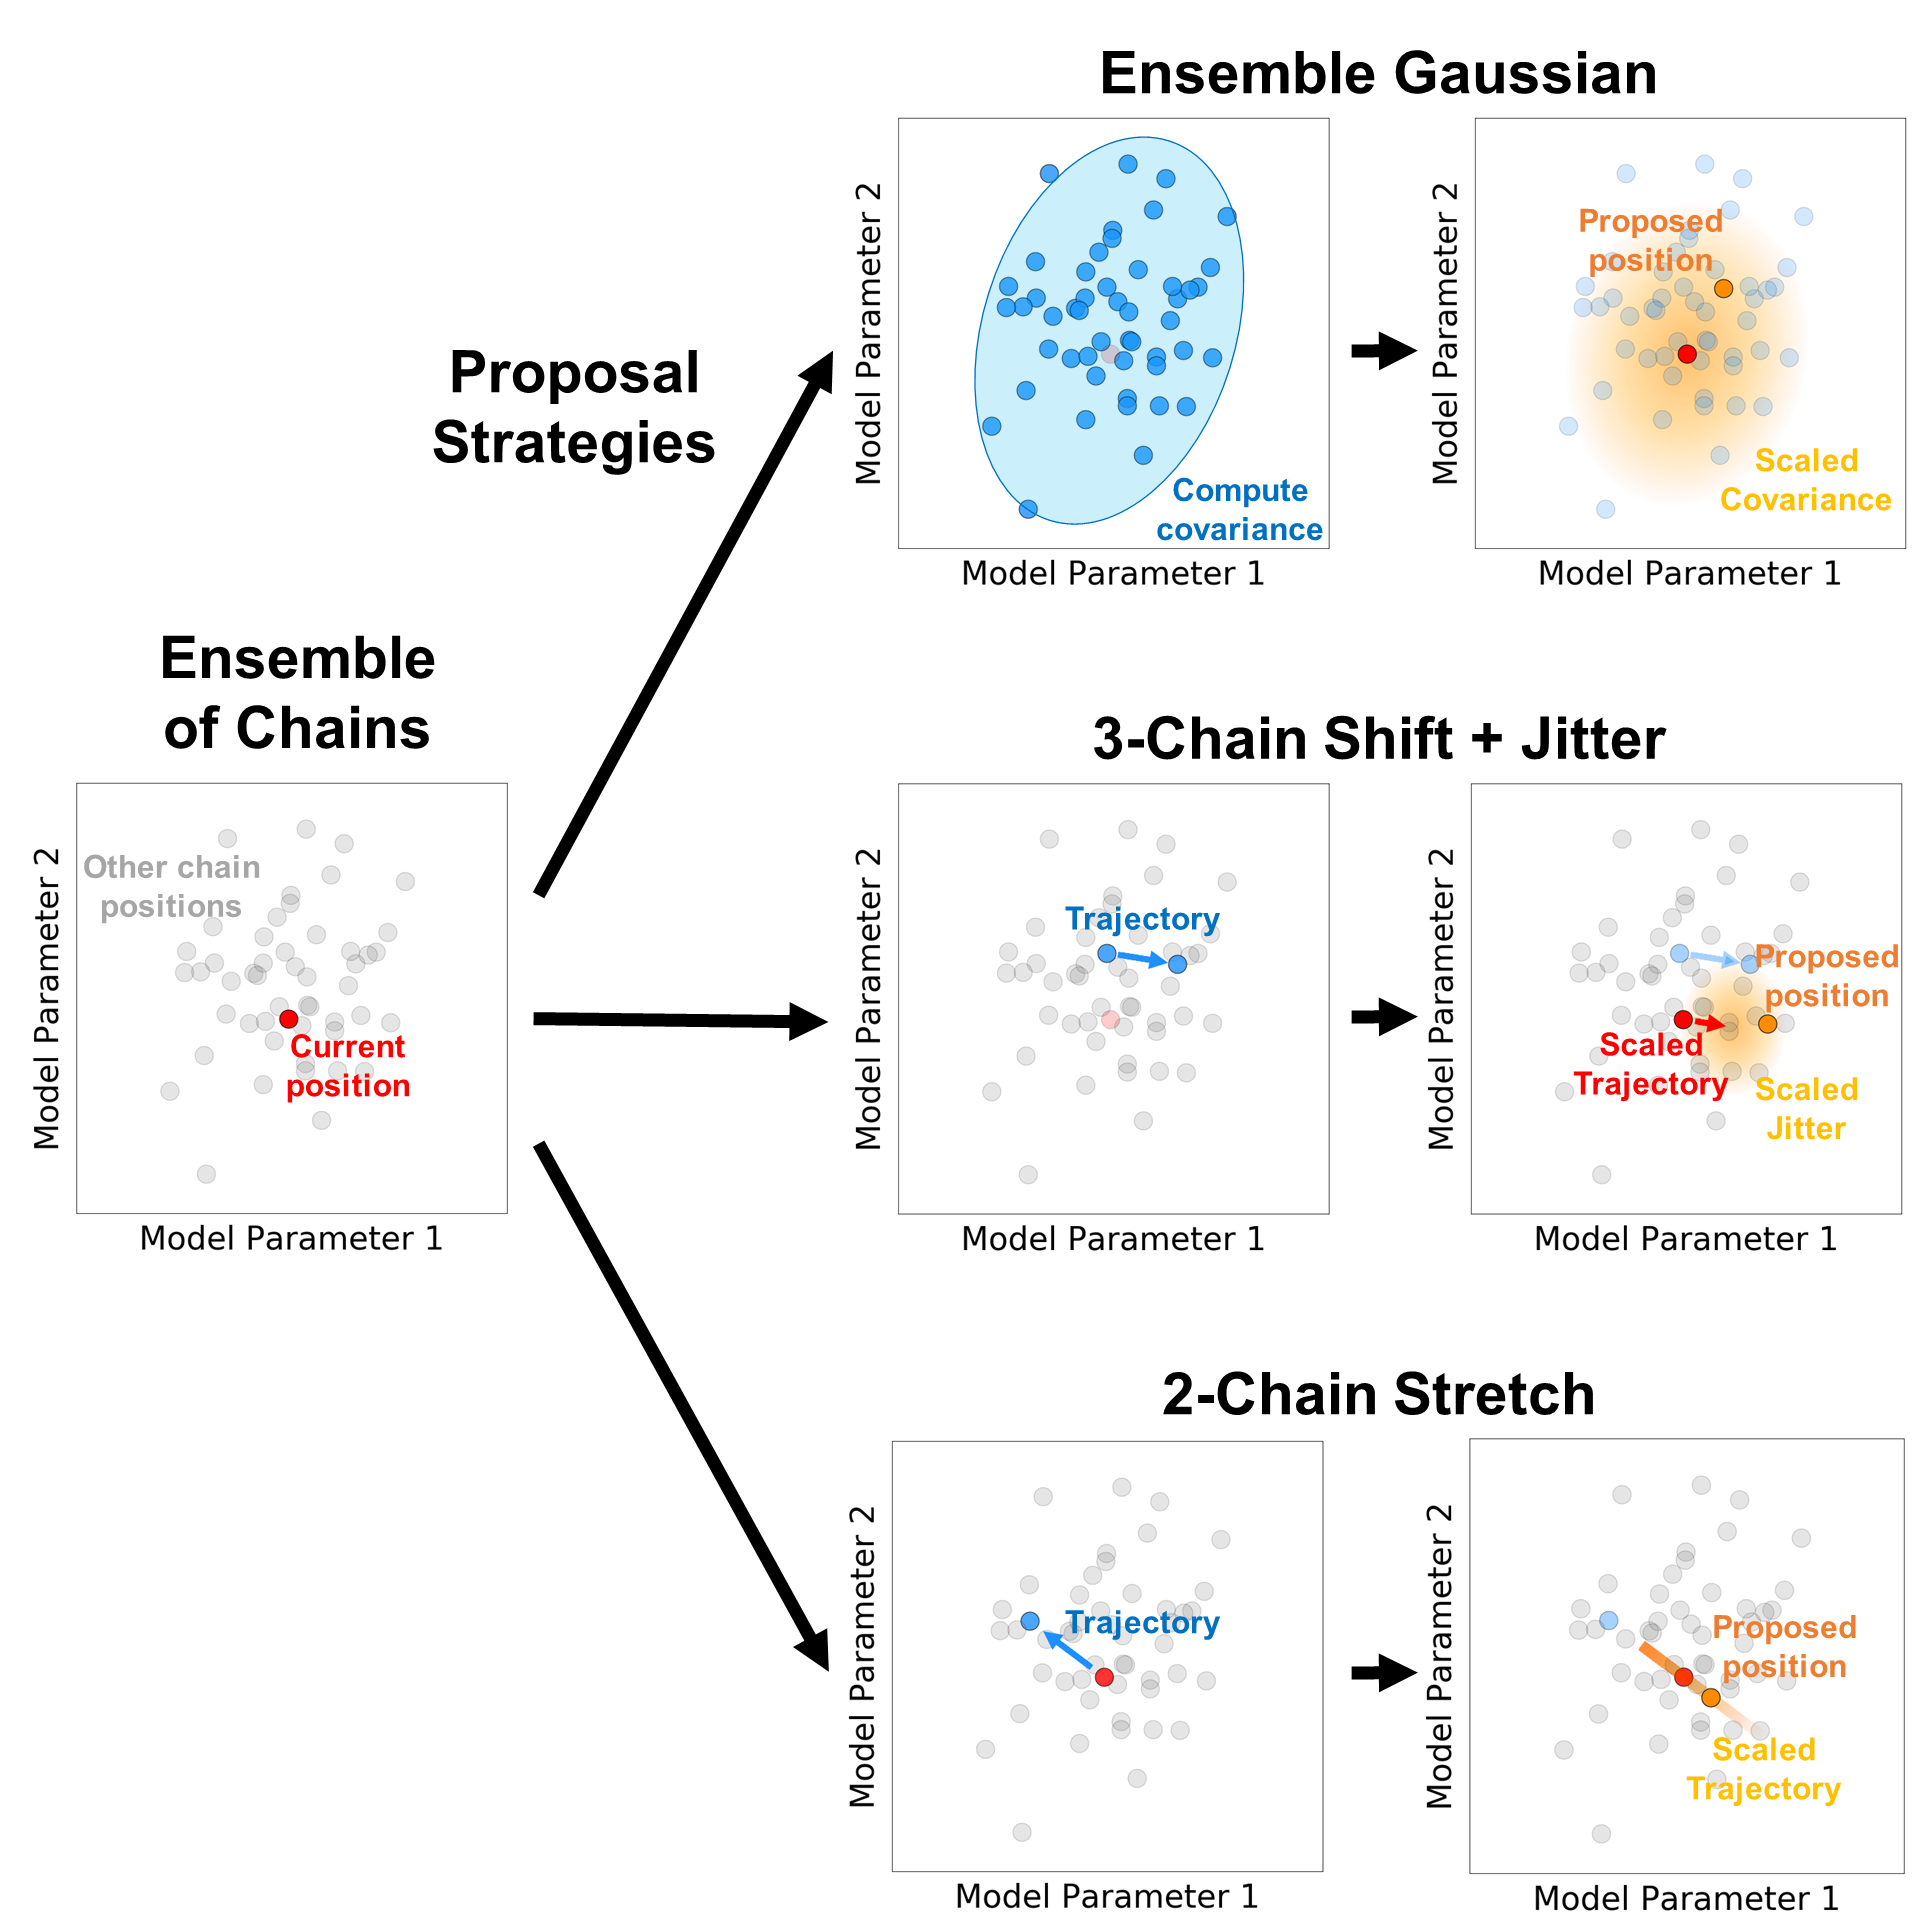 Ensemble Gaussian
Model Parameter 2
Compute
covariance
Model Parameter 1
Model Parameter 2
Proposed
position
Scaled
Covariance
Model Parameter 1
Proposal
Strategies
Ensemble
of Chains
Model Parameter 2
Other chain
positions
Current
position
Model Parameter 1
3-Chain Shift + Jitter
Model Parameter 2
Trajectory
Model Parameter 1
Model Parameter 2
Proposed
position
Scaled
Trajectory
Scaled
Jitter
Model Parameter 1
2-Chain Stretch
Model Parameter 2
Trajectory
Model Parameter 1
Model Parameter 2
Proposed
position
Scaled
Trajectory
Model Parameter 1